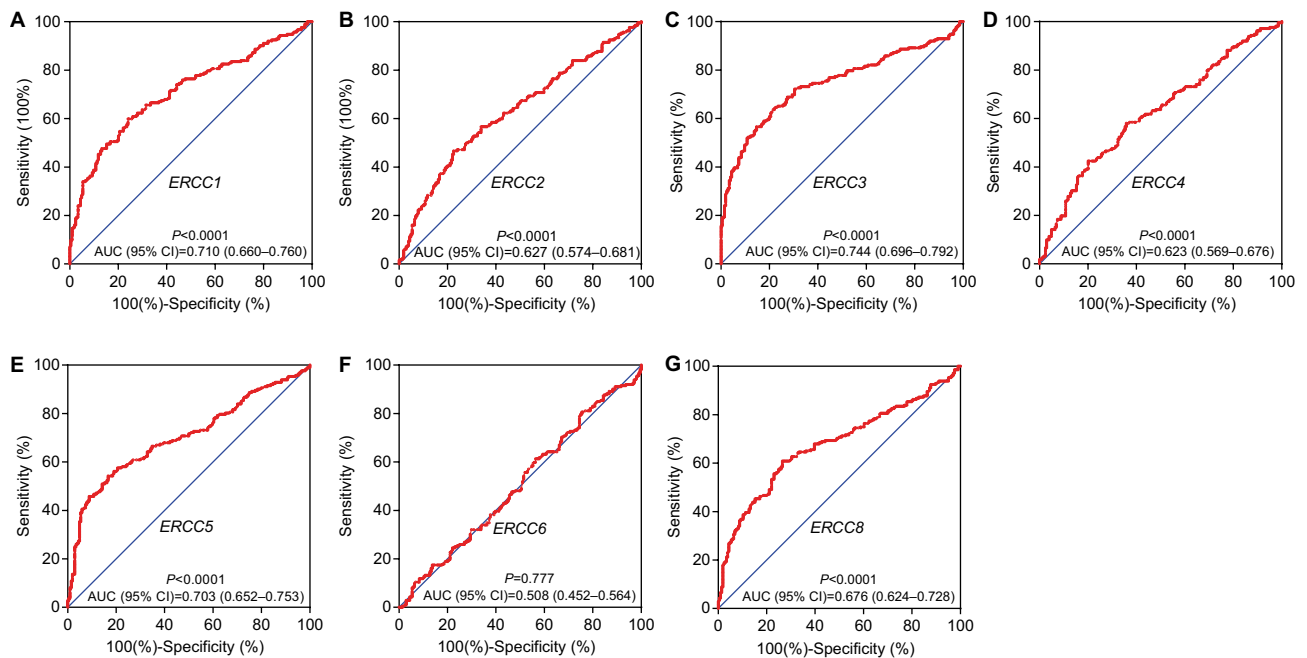 A
100
80
60
40
20
0
Sensitivity (100%)
ERCC1
P<0.0001
AUC (95% CI)=0.710 (0.660–0.760)
0 20 40 60 80 100
100(%)-Specificity (%)
B
100
80
60
40
20
0
Sensitivity (100%)
ERCC2
P<0.0001
AUC (95% CI)=0.627 (0.574–0.681)
0 20 40 60 80 100
100(%)-Specificity (%)
C
100
80
60
40
20
0
Sensitivity (%)
ERCC3
P<0.0001
AUC (95% CI)=0.744 (0.696–0.792)
0 20 40 60 80 100
100(%)-Specificity (%)
D
100
80
60
40
20
0
Sensitivity (%)
ERCC4
P<0.0001
AUC (95% CI)=0.623 (0.569–0.676)
0 20 40 60 80 100
100(%)-Specificity (%)
E
100
80
60
40
20
0
Sensitivity (%)
ERCC5
P<0.0001
AUC (95% CI)=0.703 (0.652–0.753)
0 20 40 60 80 100
100(%)-Specificity (%)
F
100
80
60
40
20
0
Sensitivity (%)
ERCC6
P=0.777
AUC (95% CI)=0.508 (0.452–0.564)
0 20 40 60 80 100
100(%)-Specificity (%)
G
100
80
60
40
20
0
Sensitivity (%)
ERCC8
P<0.0001
AUC (95% CI)=0.676 (0.624–0.728)
0 20 40 60 80 100
100(%)-Specificity (%)